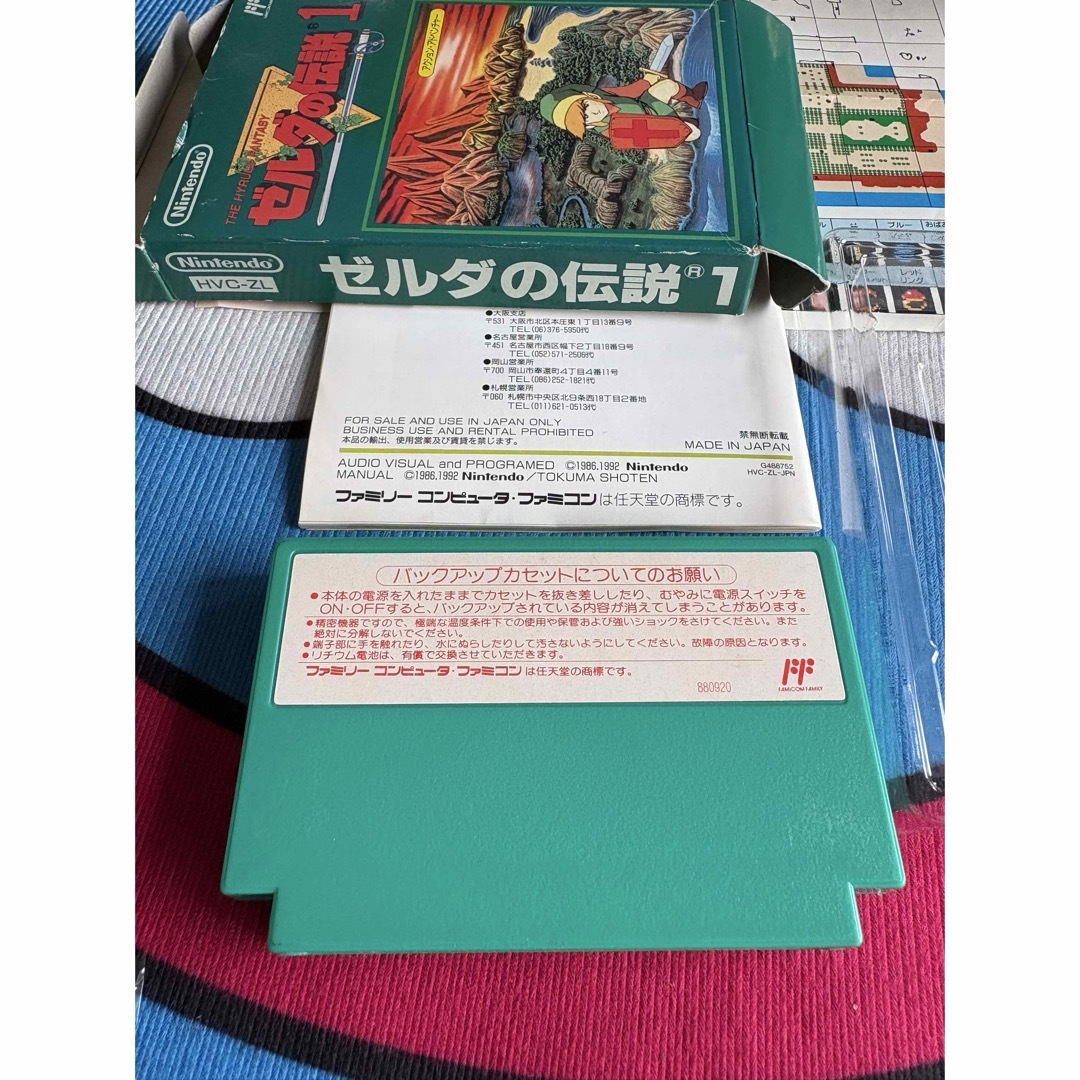 THE HYRULE FANTASY
ゼルダの伝説 1
アクション・アドベンチャー
Nintendo
Nintendo
HVC-ZL
ゼルダの伝説® 1
ブルー
レッド
リング
●大阪支店
〒531 大阪市北区本庄東1丁目13番9号
TEL(06)376-5950代
●名古屋営業所
〒451 名古屋市西区幅下2丁目18番9号
TEL(052)571-2506代
●岡山営業所
〒700 岡山市奉還町4丁目4番11号
TEL(086)252-1821代
●札幌営業所
〒060 札幌市中央区北9条西18丁目2番地
TEL(011)621-0513代
FOR SALE AND USE IN JAPAN ONLY
BUSINESS USE AND RENTAL PROHIBITED
本品の輸出、使用営業及び賃貸を禁じます。
禁無断転載
MADE IN JAPAN
AUDIO VISUAL and PROGRAMED ©1986,1992 Nintendo
MANUAL ©1986,1992 Nintendo/TOKUMA SHOTEN
G488752
HVC-ZL-JPN
ファミリー コンピュータ・ファミコンは任天堂の商標です。
バックアップカセットについてのお願い
●本体の電源を入れたままでカセットを抜き差ししたり、むやみに電源スイッチを
ON・OFFすると、バックアップされている内容が消えてしまうことがあります。
●精密機器ですので、極端な温度条件下での使用や保管および強いショックをさけてください。また
絶対に分解しないでください。
●端子部に手を触れたり、水にぬらしたりして汚さないようにしてください。故障の原因となります。
●リチウム電池は、有償で交換させていただきます。
ファミリー コンピュータ・ファミコンは任天堂の商標です。
880920
FAMICOM FAMILY